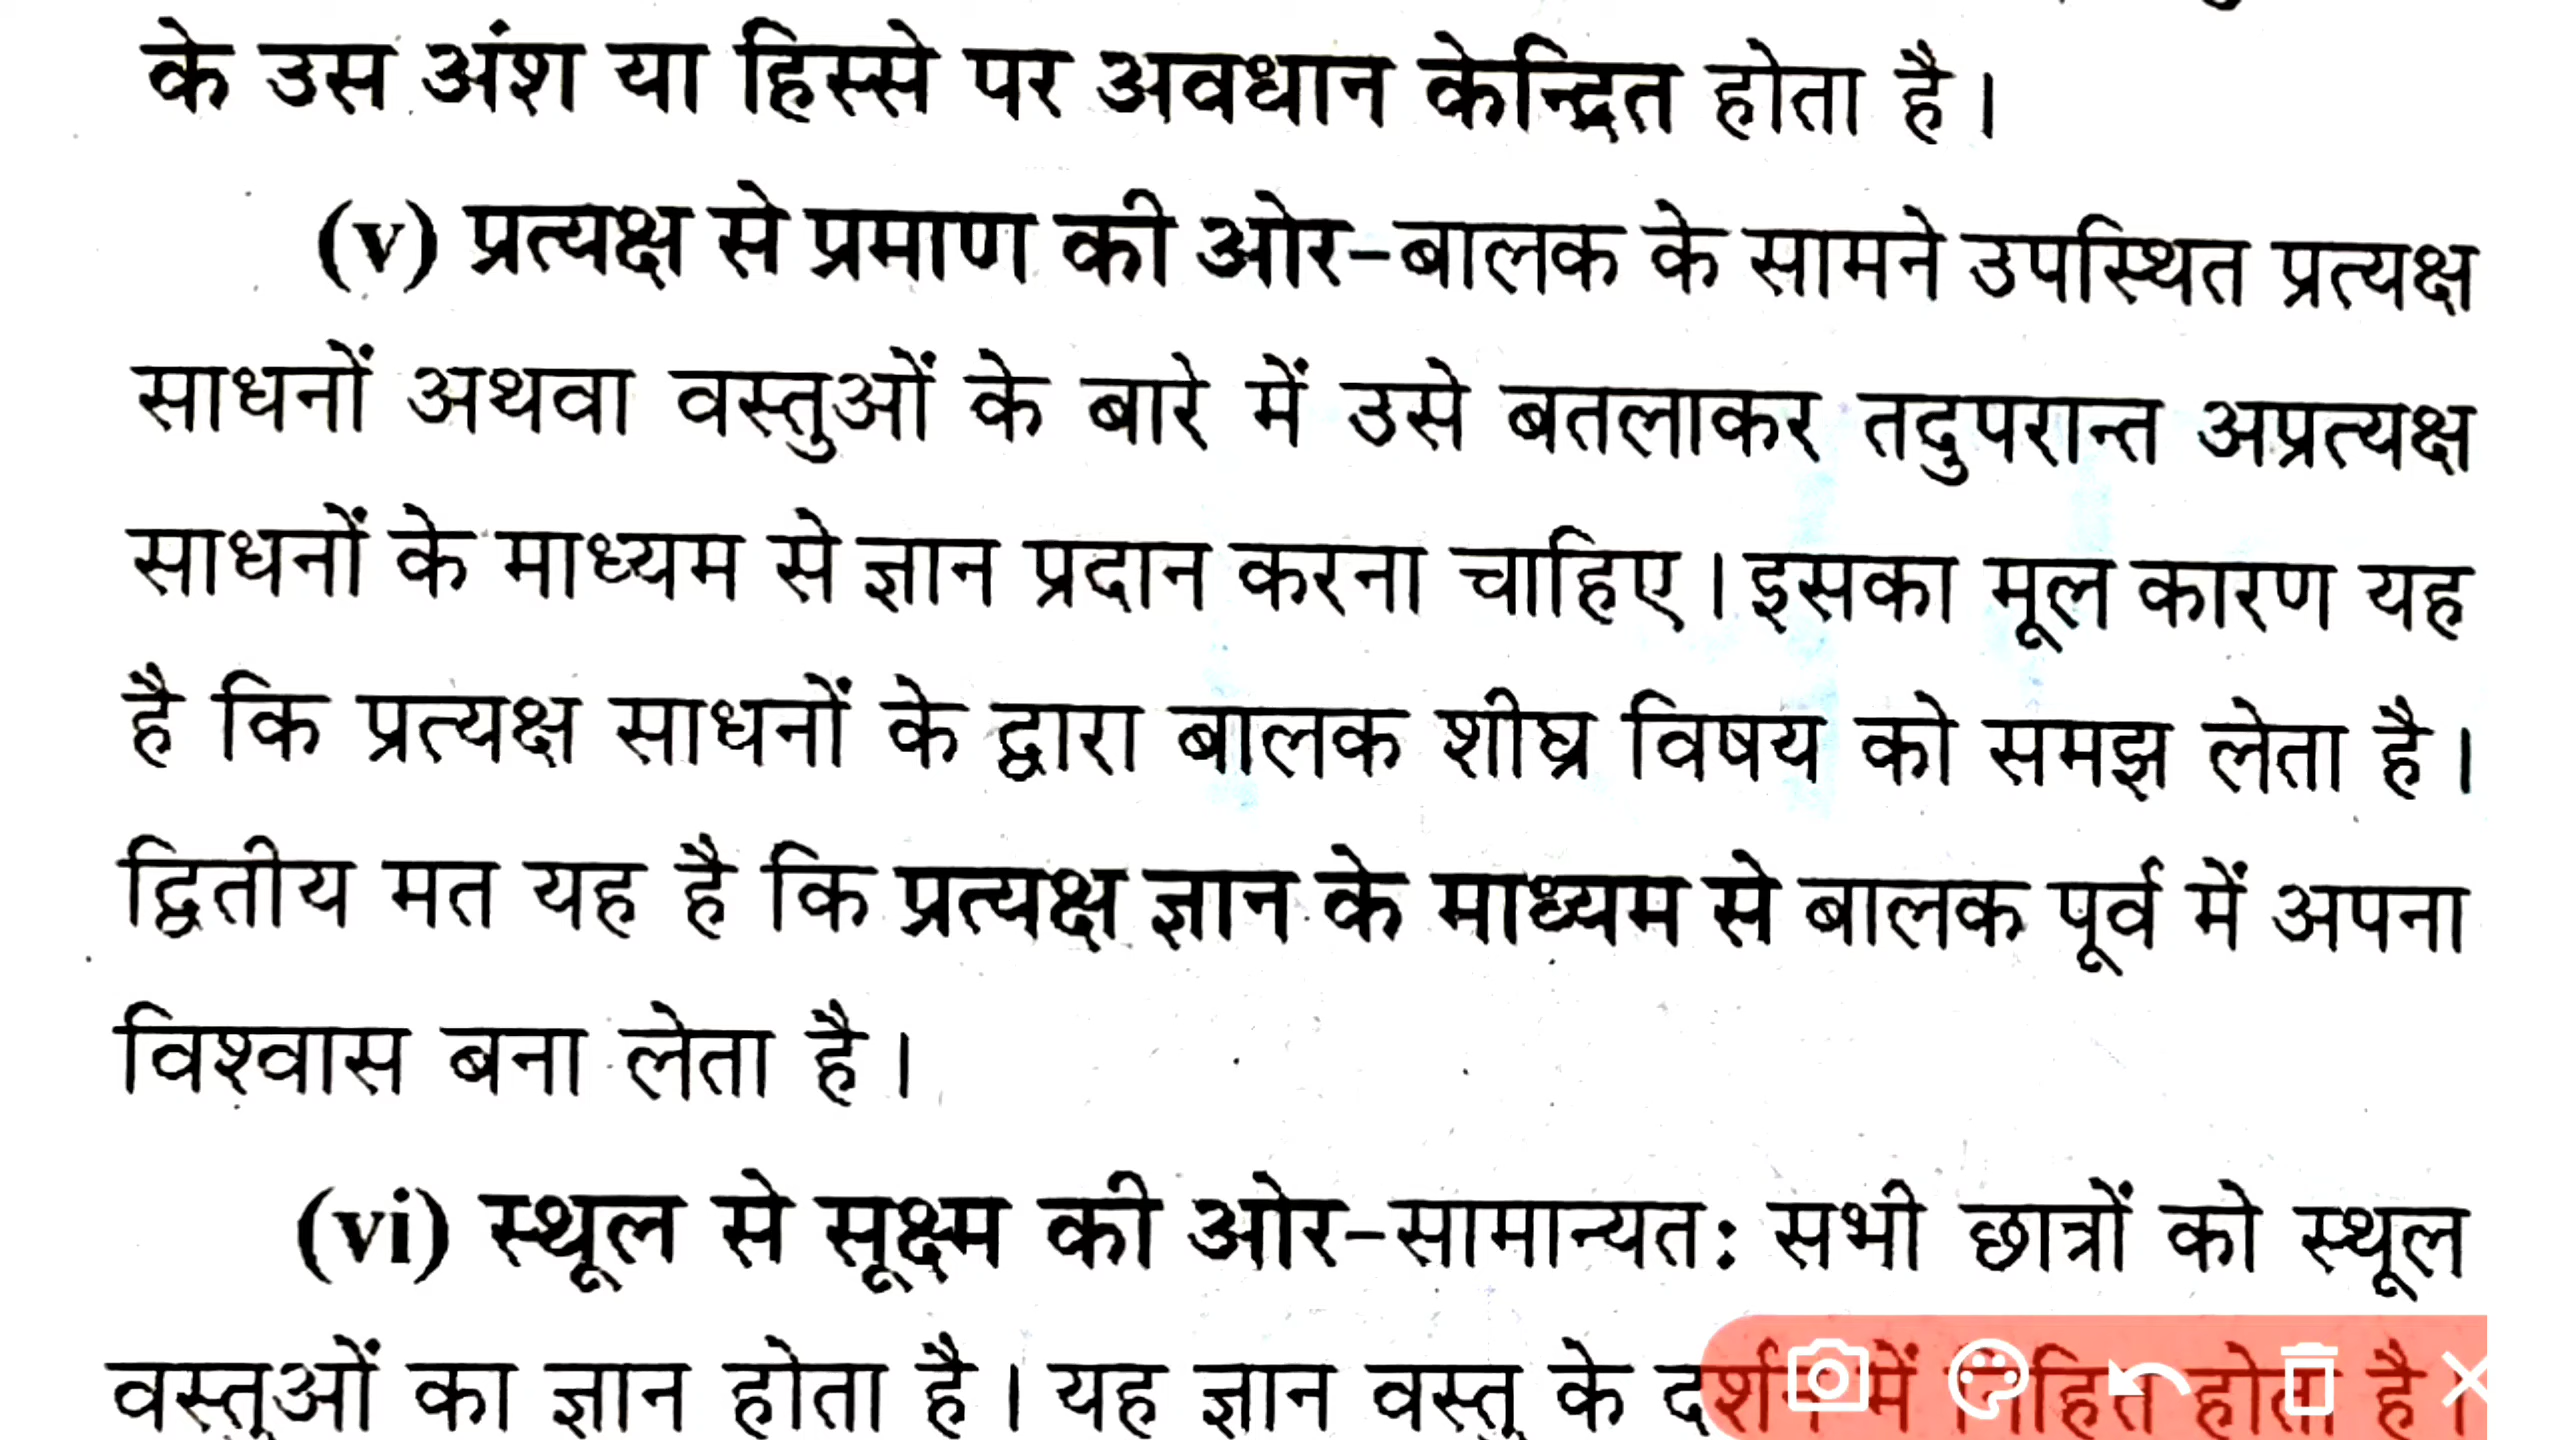 के उस अंश या हिस्से पर अवधान केन्द्रित होता है।
(v) प्रत्यक्ष से प्रमाण की ओर–बालक के सामने उपस्थित प्रत्यक्ष
साधनों अथवा वस्तुओं के बारे में उसे बतलाकर तदुपरान्त अप्रत्यक्ष
साधनों के माध्यम से ज्ञान प्रदान करना चाहिए। इसका मूल कारण यह
है कि प्रत्यक्ष साधनों के द्वारा बालक शीघ्र विषय को समझ लेता है।
द्वितीय मत यह है कि प्रत्यक्ष ज्ञान के माध्यम से बालक पूर्व में अपना
विश्वास बना लेता है।
(vi) स्थूल से सूक्ष्म की ओर–सामान्यतः सभी छात्रों को स्थूल
वस्तुओं का ज्ञान होता है। यह ज्ञान वस्तु के दर्शन में निहित होता है।